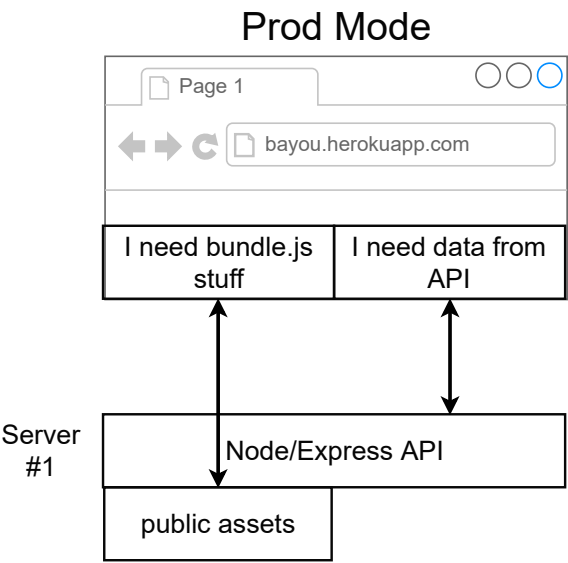 Prod Mode
Page 1
bayou.herokuapp.com
I need bundle.js
stuff
I need data from
API
Server
#1
Node/Express API
public assets